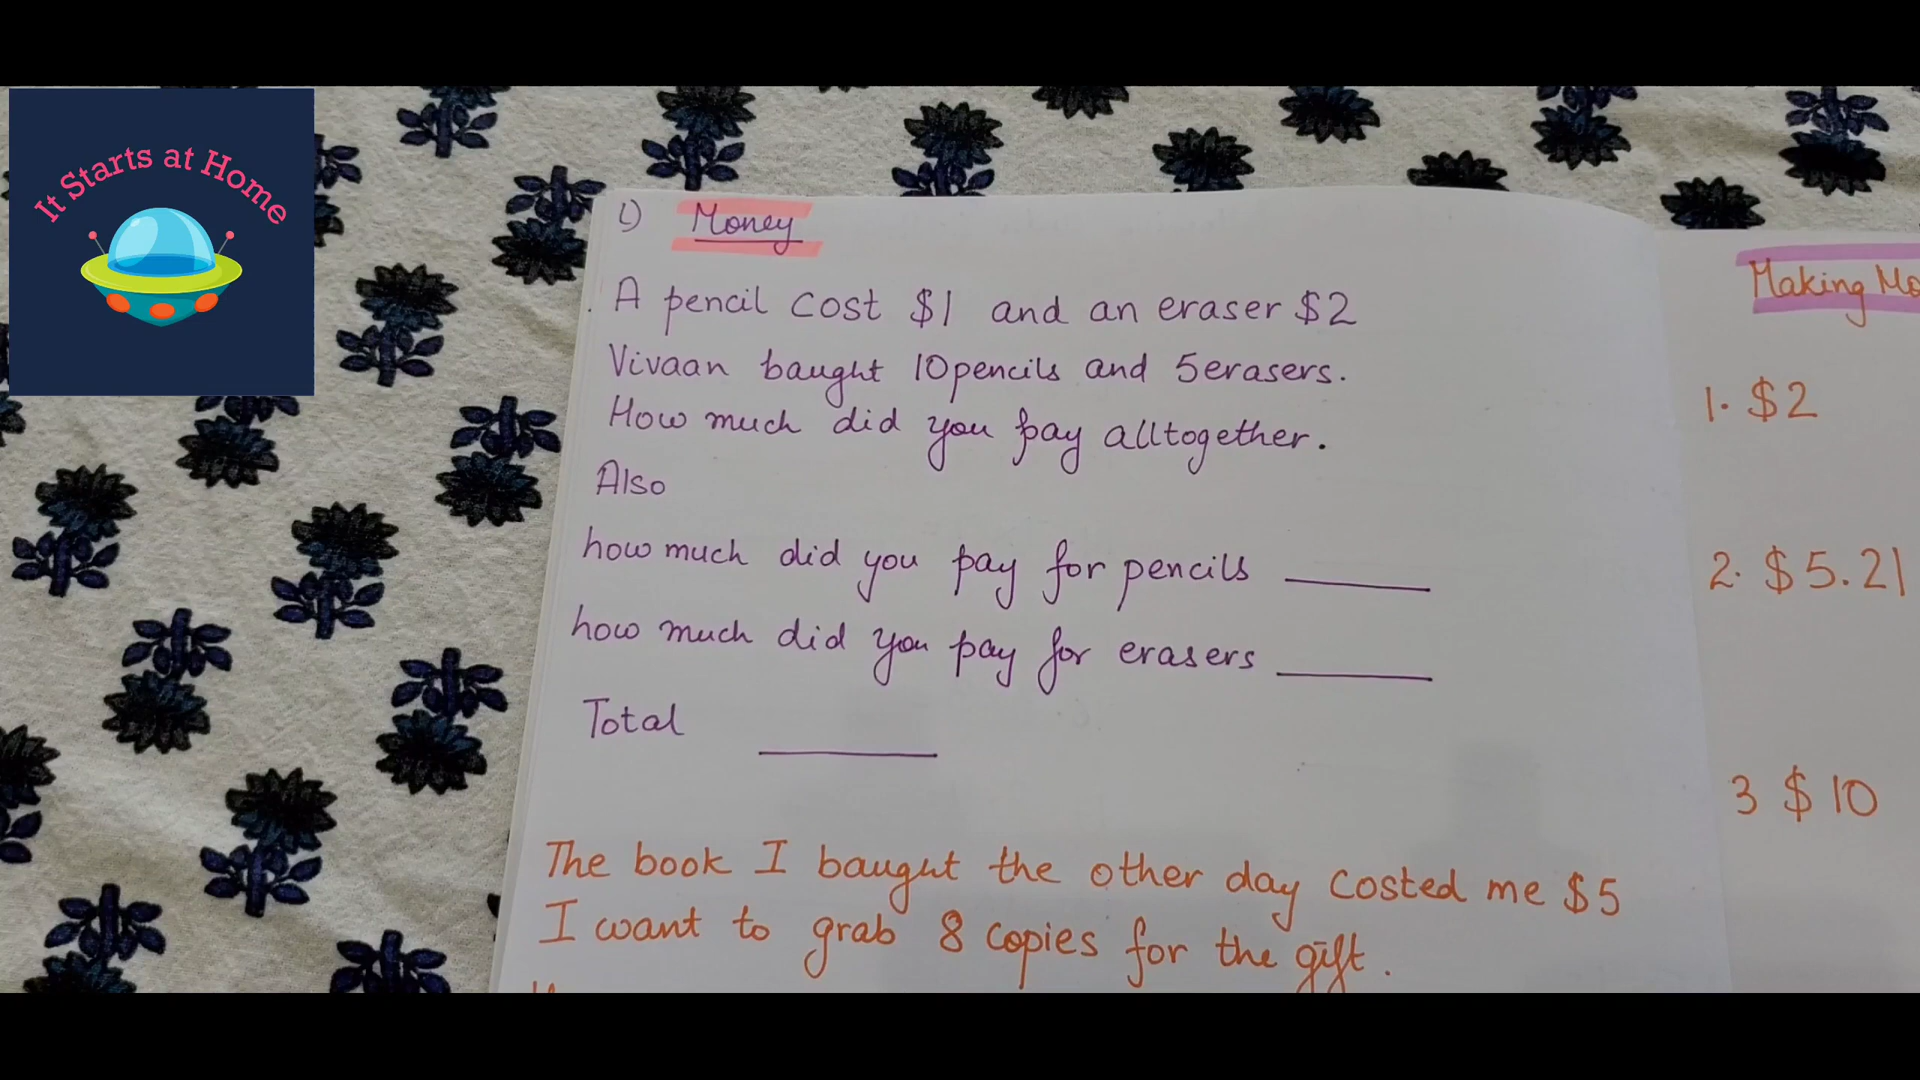 It Starts at Home
1) Money
A pencil cost $1 and an eraser $2
Vivaan baught 10pencils and 5erasers.
How much did you pay alltogether.
Also
how much did you pay for pencils
how much did you pay for erasers
Total
The book I baught the other day costed me $5
I want to grab 8 copies for the gift.
Making Mo
1. $2
2. $5.21
3 $10